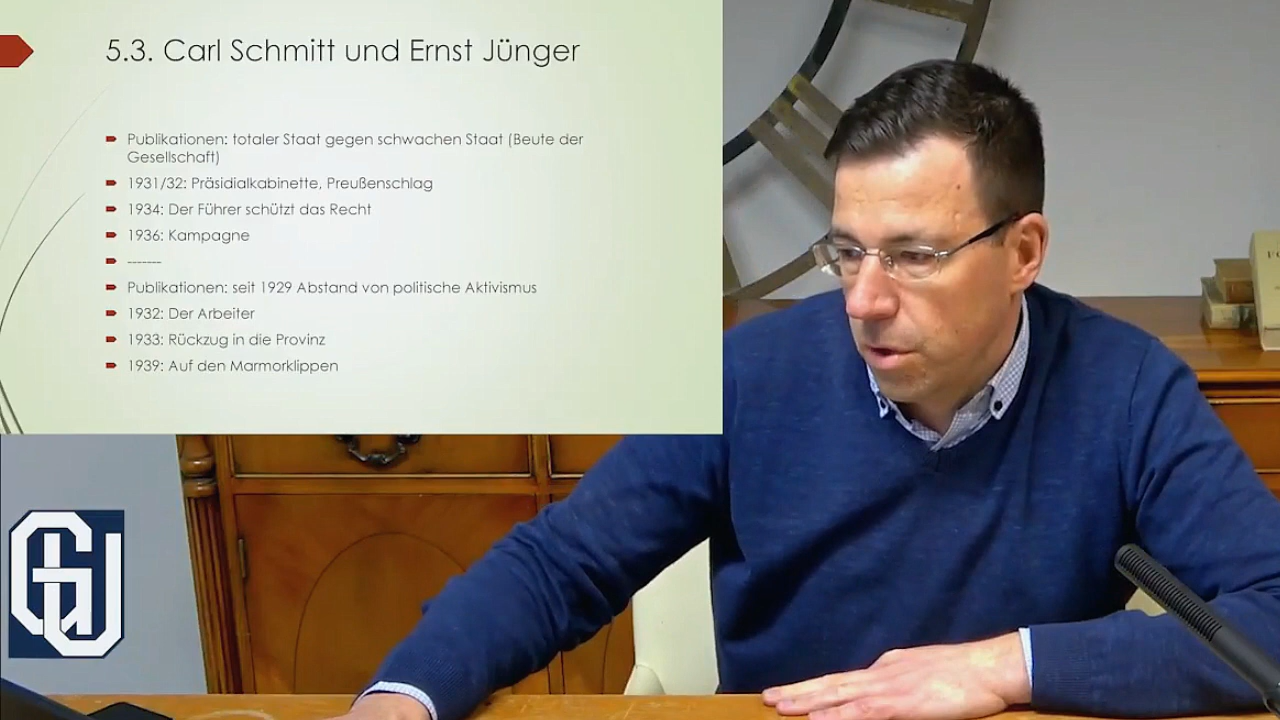 5.3. Carl Schmitt und Ernst Jünger
Publikationen: totaler Staat gegen schwachen Staat (Beute der
Gesellschaft)
1931/32: Präsidialkabinette, Preußenschlag
1934: Der Führer schützt das Recht
1936: Kampagne
-------
Publikationen: seit 1929 Abstand von politische Aktivismus
1932: Der Arbeiter
1933: Rückzug in die Provinz
1939: Auf den Marmorklippen